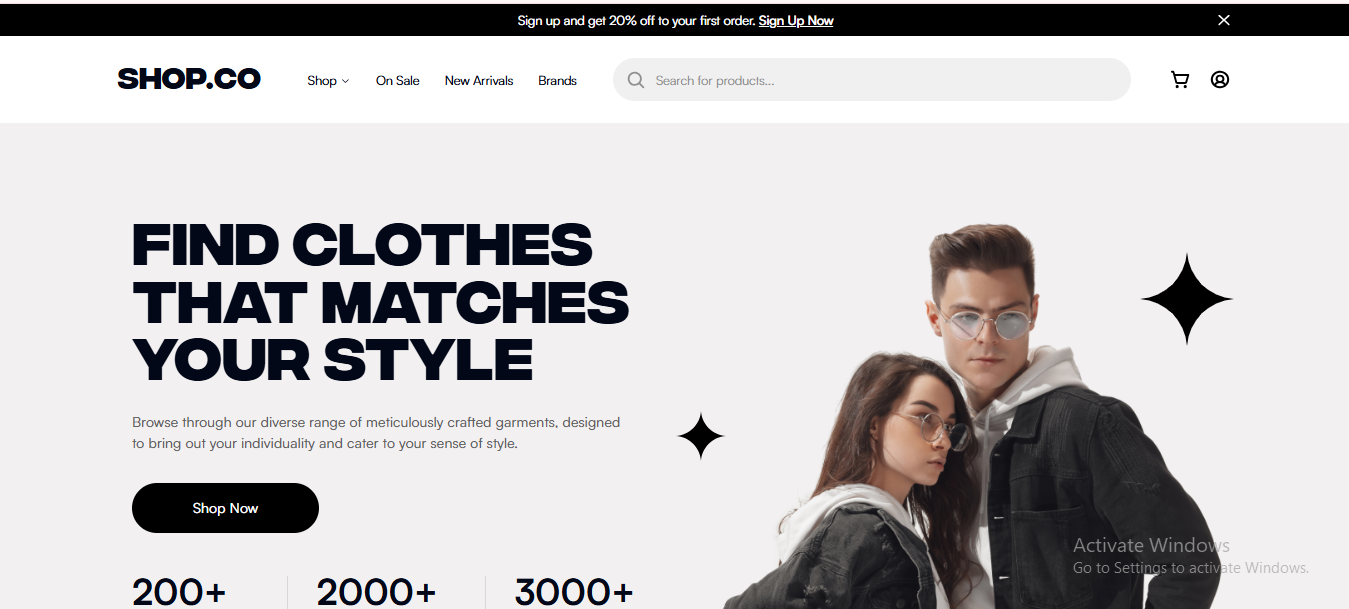 Sign up and get 20% off to your first order. Sign Up Now
SHOP.CO
Shop
On Sale
New Arrivals
Brands
Search for products...
FIND CLOTHES
THAT MATCHES
YOUR STYLE
Browse through our diverse range of meticulously crafted garments, designed
to bring out your individuality and cater to your sense of style.
Shop Now
200+
2000+
3000+
Activate Windows
Go to Settings to activate Windows.